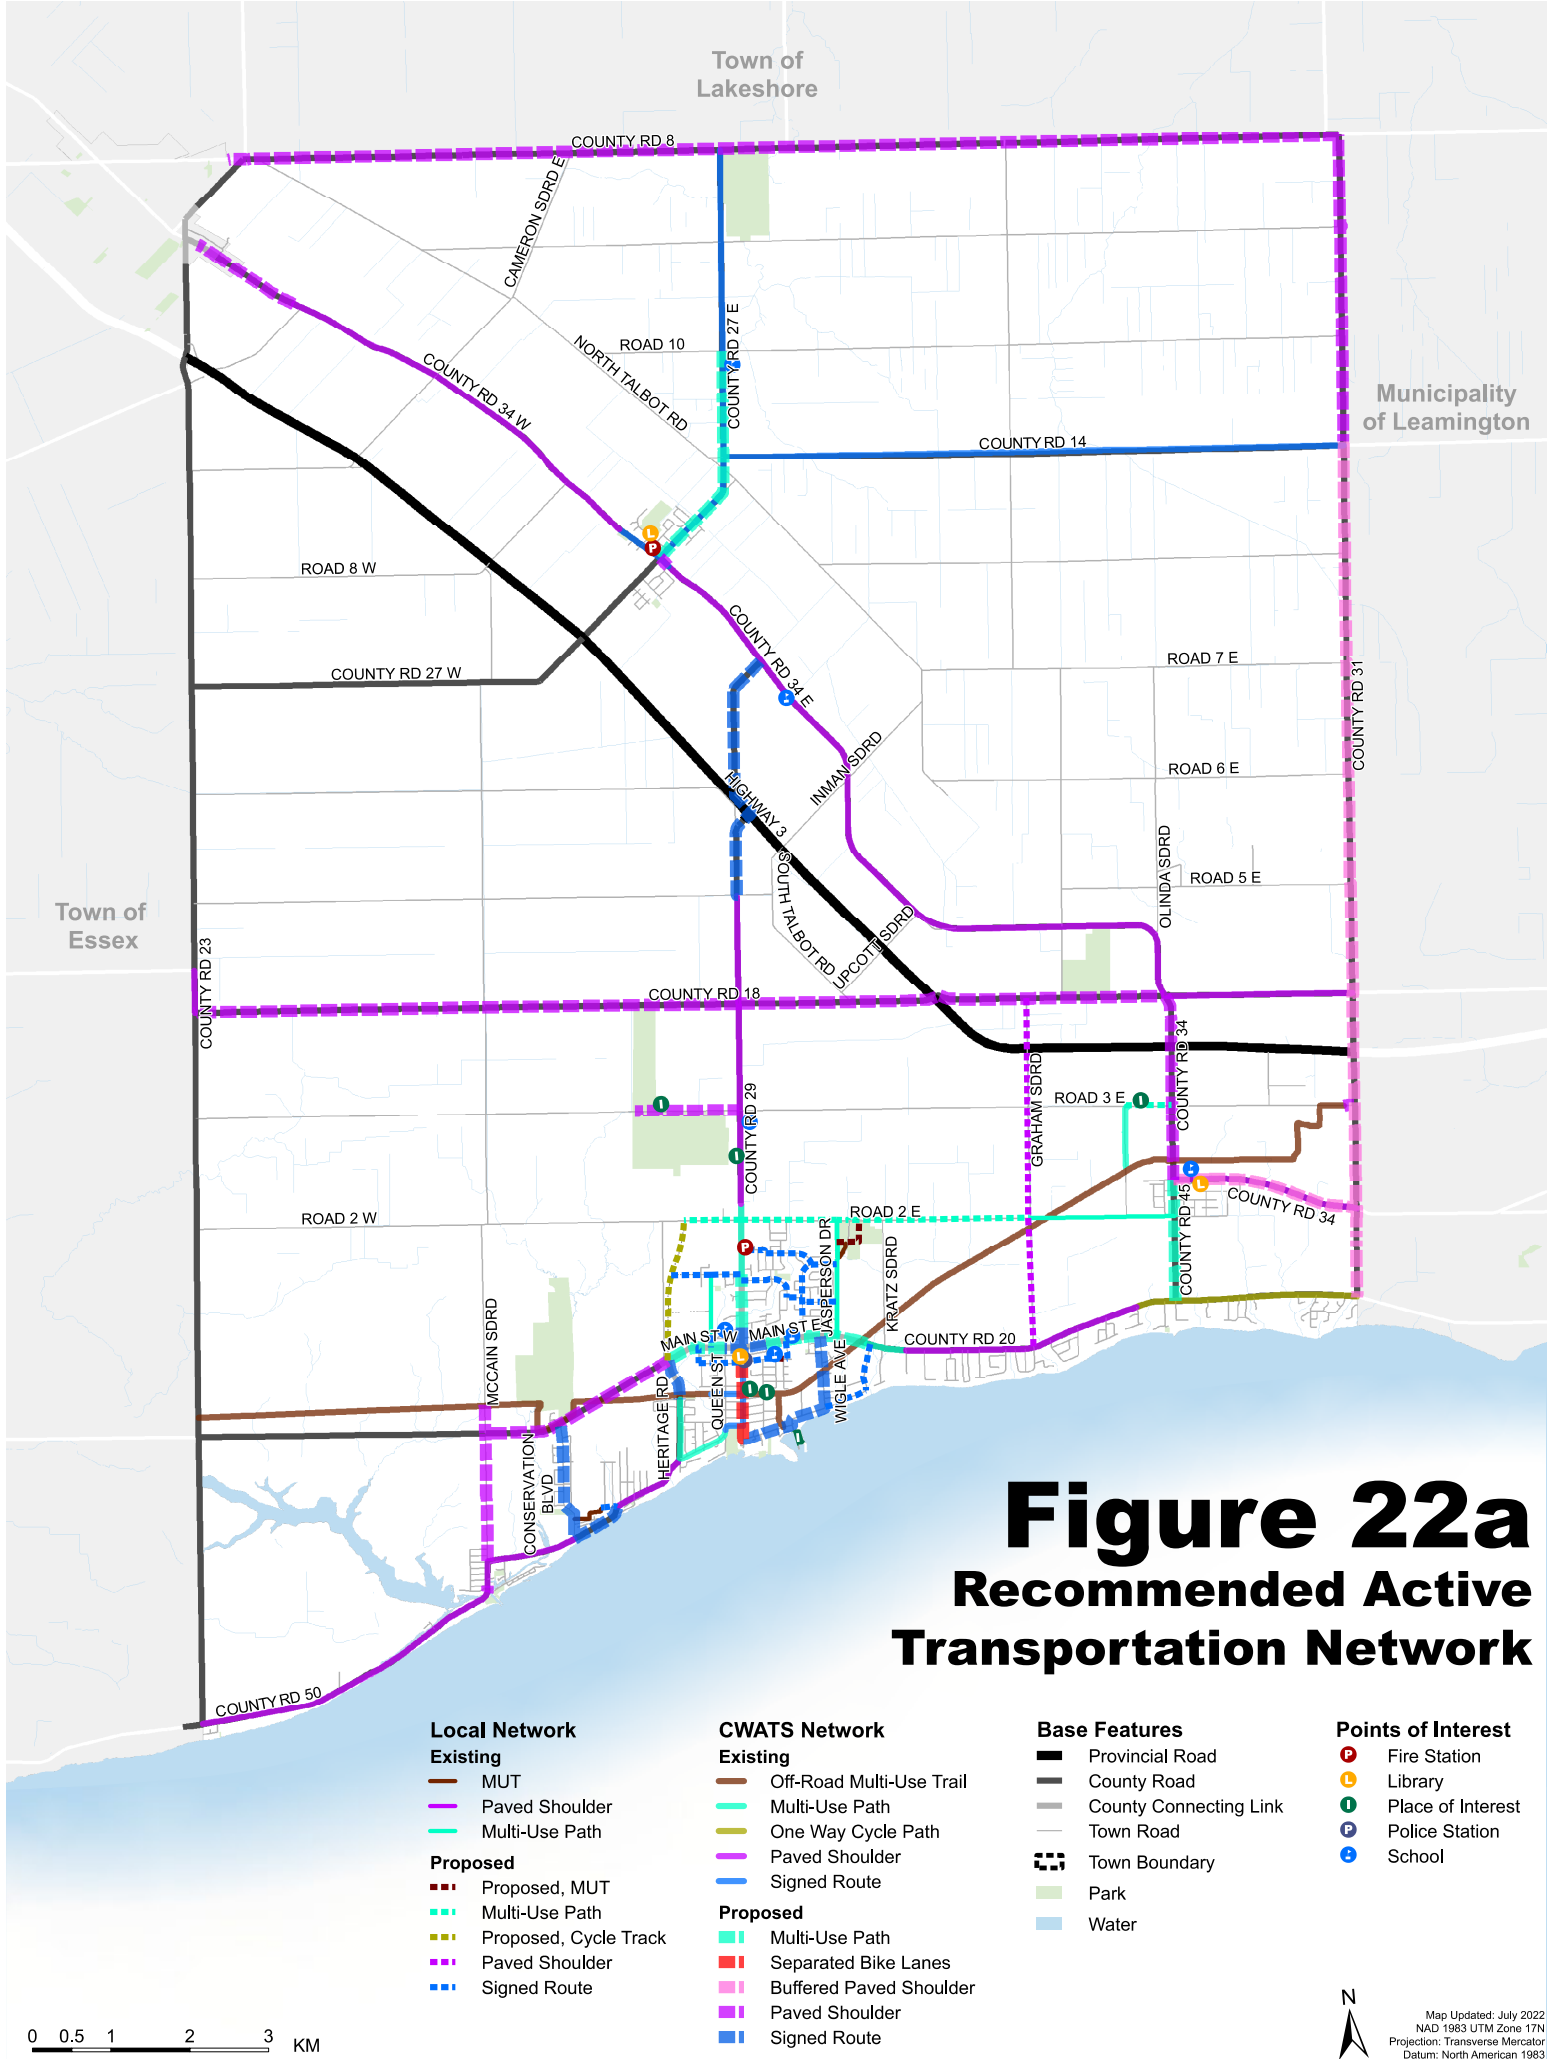 Town of
Lakeshore
COUNTY RD 8
CAMERON SDRD E
COUNTY RD 27 E
ROAD 10
NORTH TALBOT RD
COUNTY RD 34 W
Municipality
of Leamington
COUNTY RD 14
L
P
ROAD 8 W
COUNTY RD 34 E
COUNTY RD 27 W
ROAD 7 E
COUNTY RD 31
INMAN SDRD
ROAD 6 E
HIGHWAY 3
SOUTH TALBOT RD
OLINDA SDRD
ROAD 5 E
Town of
Essex
UPCOTT SDRD
COUNTY RD 23
COUNTY RD 18
COUNTY RD 34
GRAHAM SDRD
ROAD 3 E
I
I
COUNTY RD 29
I
L
COUNTY RD 34
COUNTY RD 45
ROAD 2 W
ROAD 2 E
P
JASPERSON DR
KRATZ SDRD
MCCAIN SDRD
MAIN ST W
MAIN ST E
COUNTY RD 20
L
QUEEN ST
WIGLE AVE
HERITAGE RD
I
I
CONSERVATION
BLVD
COUNTY RD 50
Figure 22a
Recommended Active
Transportation Network
Local Network
Existing
MUT
Paved Shoulder
Multi-Use Path
Proposed
Proposed, MUT
Multi-Use Path
Proposed, Cycle Track
Paved Shoulder
Signed Route
CWATS Network
Existing
Off-Road Multi-Use Trail
Multi-Use Path
One Way Cycle Path
Paved Shoulder
Signed Route
Proposed
Multi-Use Path
Separated Bike Lanes
Buffered Paved Shoulder
Paved Shoulder
Signed Route
Base Features
Provincial Road
County Road
County Connecting Link
Town Road
Town Boundary
Park
Water
Points of Interest
P Fire Station
L Library
I Place of Interest
P Police Station
School
0 0.5 1 2 3 KM
N
Map Updated: July 2022
NAD 1983 UTM Zone 17N
Projection: Transverse Mercator
Datum: North American 1983